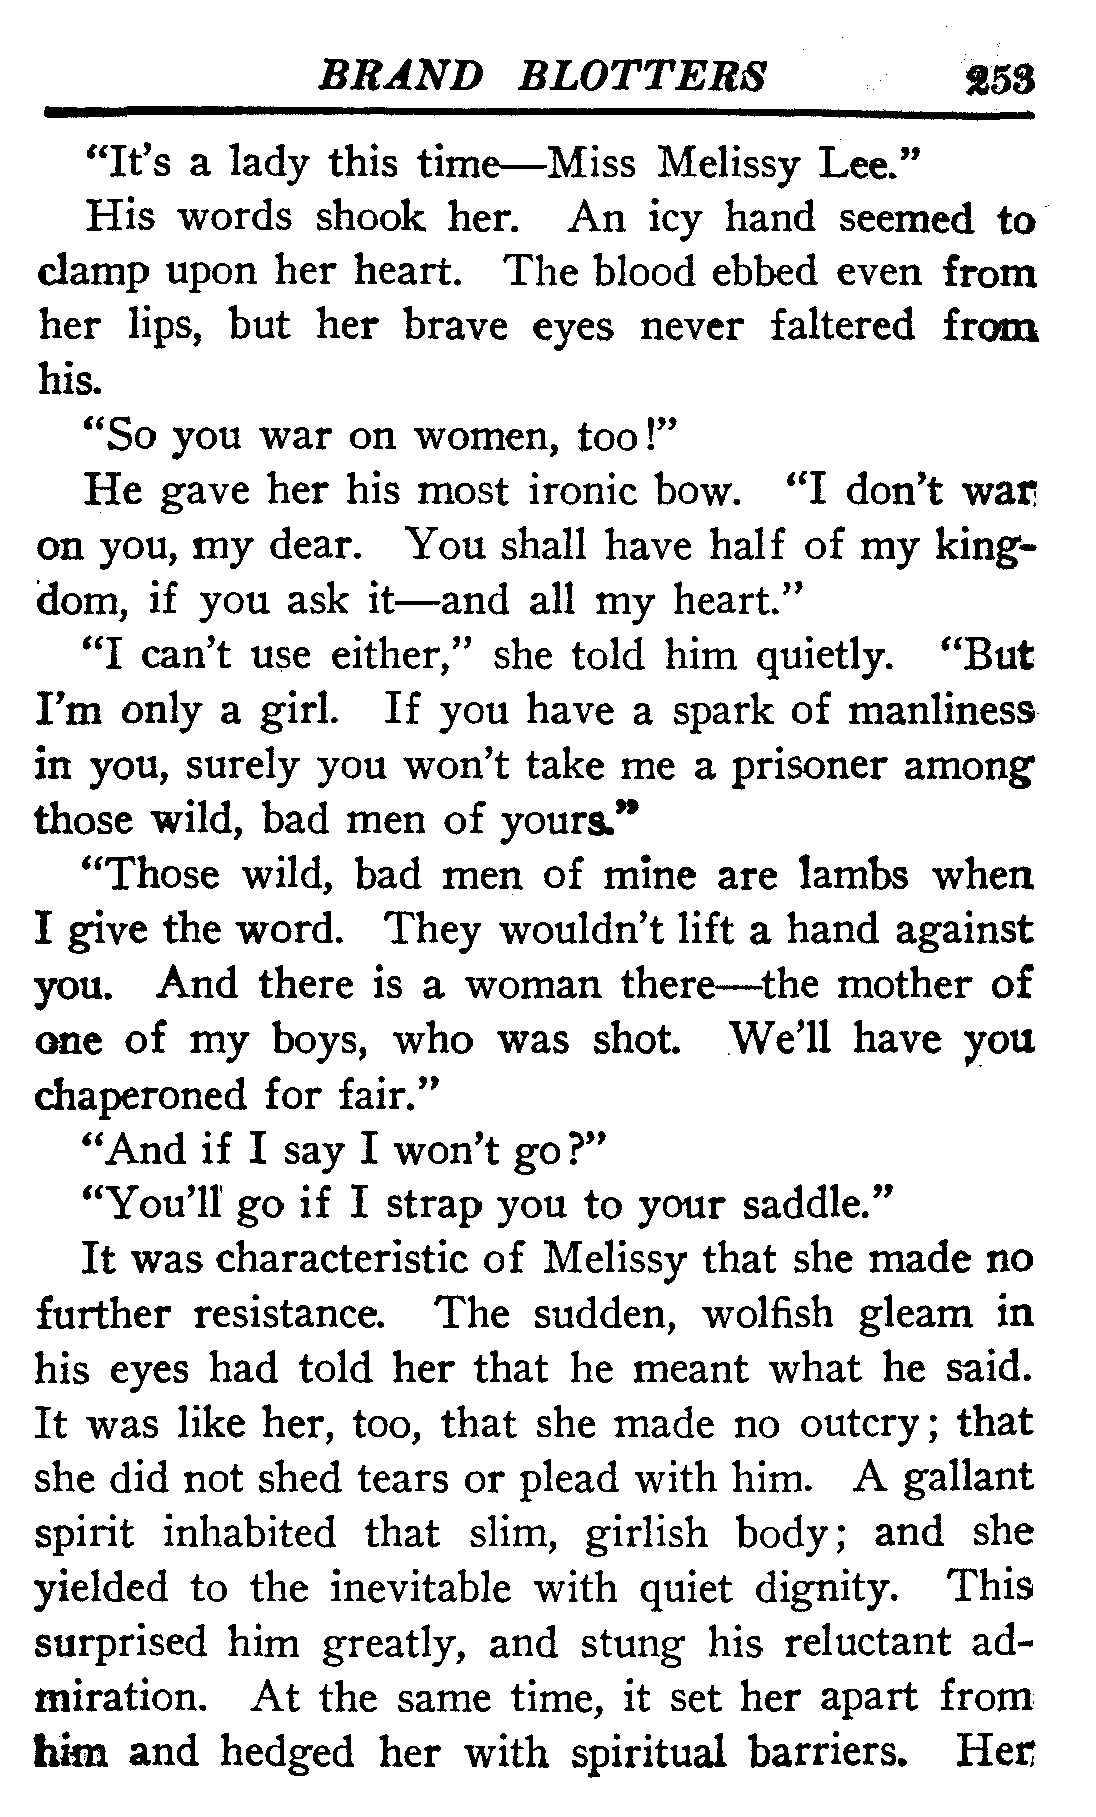 BRAND BLOTTERS 253
"It's a lady this time—Miss Melissy Lee."
His words shook her. An icy hand seemed to
clamp upon her heart. The blood ebbed even from
her lips, but her brave eyes never faltered from
his.
"So you war on women, too!"
He gave her his most ironic bow. "I don't war
on you, my dear. You shall have half of my king-
dom, if you ask it—and all my heart."
"I can't use either," she told him quietly. "But
I'm only a girl. If you have a spark of manliness
in you, surely you won't take me a prisoner among
those wild, bad men of yours."
"Those wild, bad men of mine are lambs when
I give the word. They wouldn't lift a hand against
you. And there is a woman there—the mother of
one of my boys, who was shot. We'll have you
chaperoned for fair."
"And if I say I won't go?"
"You'll go if I strap you to your saddle."
It was characteristic of Melissy that she made no
further resistance. The sudden, wolfish gleam in
his eyes had told her that he meant what he said.
It was like her, too, that she made no outcry; that
she did not shed tears or plead with him. A gallant
spirit inhabited that slim, girlish body; and she
yielded to the inevitable with quiet dignity. This
surprised him greatly, and stung his reluctant ad-
miration. At the same time, it set her apart from
him and hedged her with spiritual barriers. Her